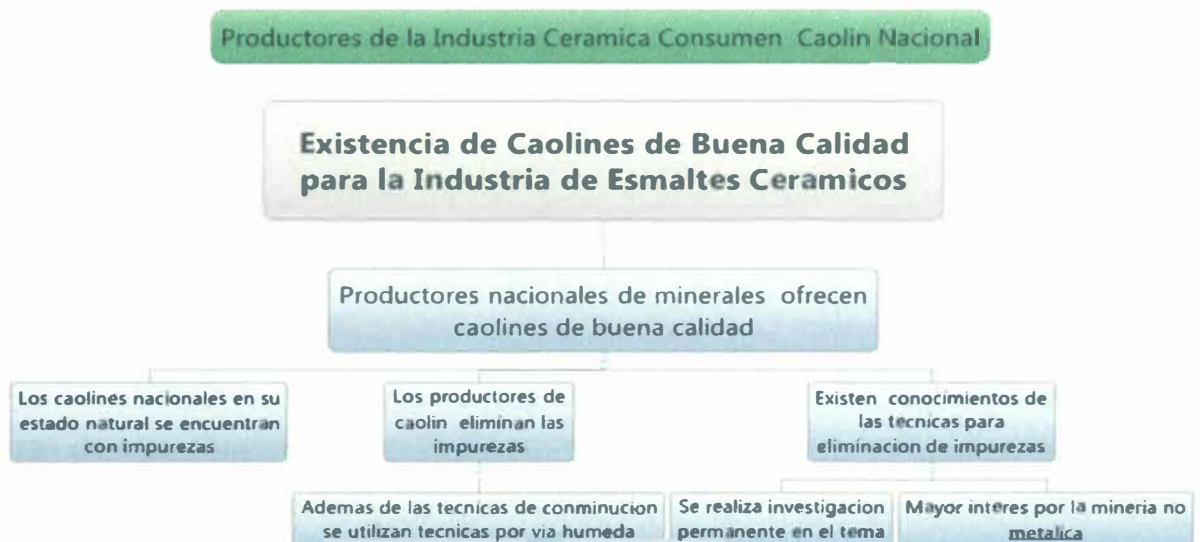 Productores de la Industria Ceramica Consumen Caolin Nacional
Existencia de Caolines de Buena Calidad
para la Industria de Esmaltes Ceramicos
Productores nacionales de minerales ofrecen
caolines de buena calidad
Los caolines nacionales en su
estado natural se encuentran
con impurezas
Los productores de
caolin eliminan las
impurezas
Existen conocimientos de
las tecnicas para
eliminacion de impurezas
Ademas de las tecnicas de conminucion
se utilizan tecnicas por via humeda
Se realiza investigacion
permanente en el tema
Mayor interes por la mineria no
metalica